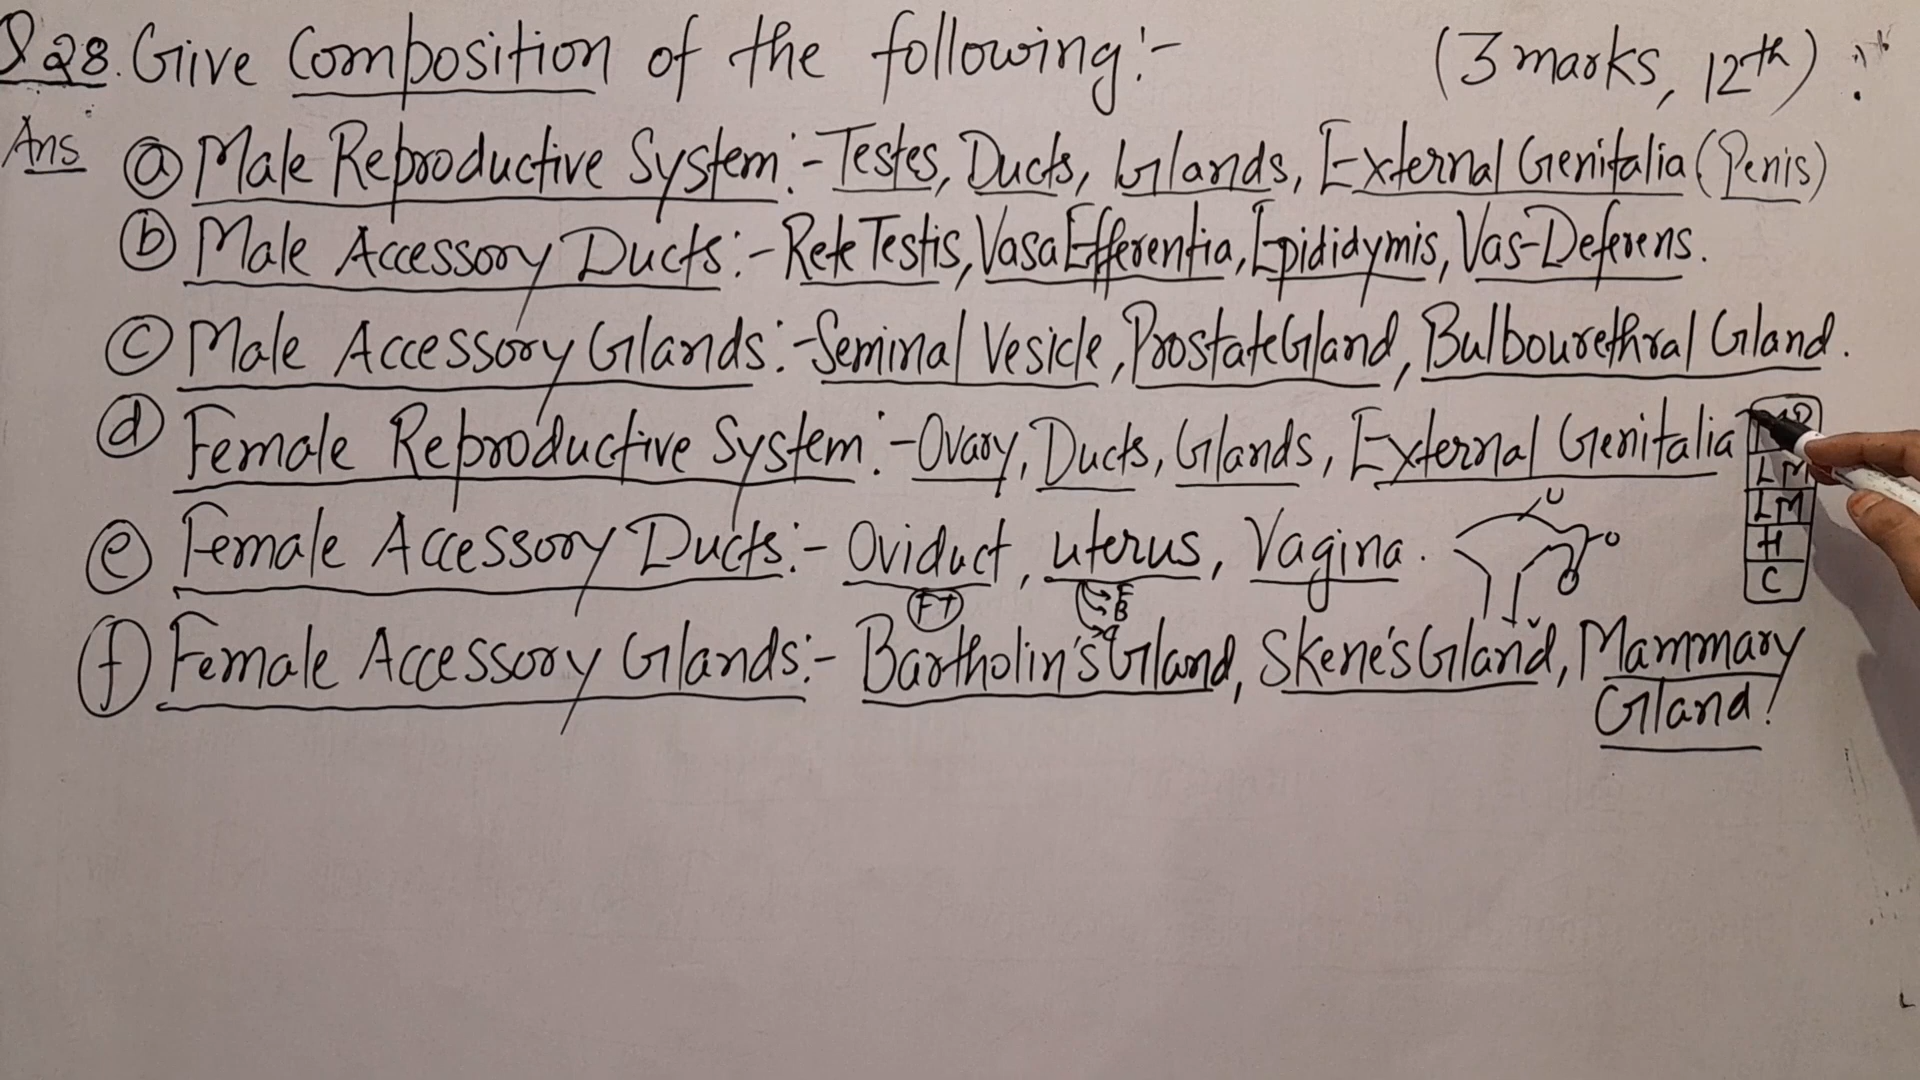 Q28. Give Composition of the following:- (3 marks, 12th)
Ans (a) Male Reproductive System:- Testes, Ducts, Glands, External Genitalia (Penis)
(b) Male Accessory Ducts:- Rete Testis, Vasa Efferentia, Epididymis, Vas-Deferens.
(c) Male Accessory Glands:- Seminal Vesicle, Prostate Gland, Bulbourethral Gland.
(d) Female Reproductive System:- Ovary, Ducts, Glands, External Genitalia
L M
L M
H
C
(e) Female Accessory Ducts:- Oviduct, uterus, Vagina.
U
O
FT
F
B
(f) Female Accessory Glands:- Bartholin's Gland, Skene's Gland, Mammary
Gland!